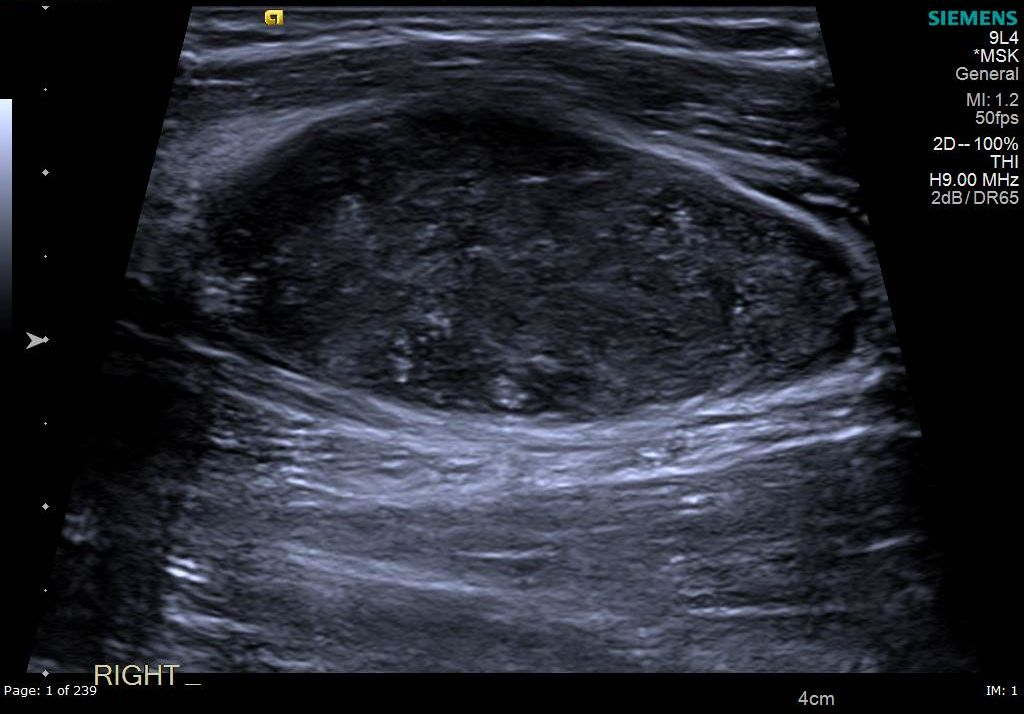 SIEMENS
9L4
*MSK
General
MI: 1.2
50fps
2D--100%
THI
H9.00 MHz
2dB/DR65
RIGHT _
Page: 1 of 239
4cm
IM: 1